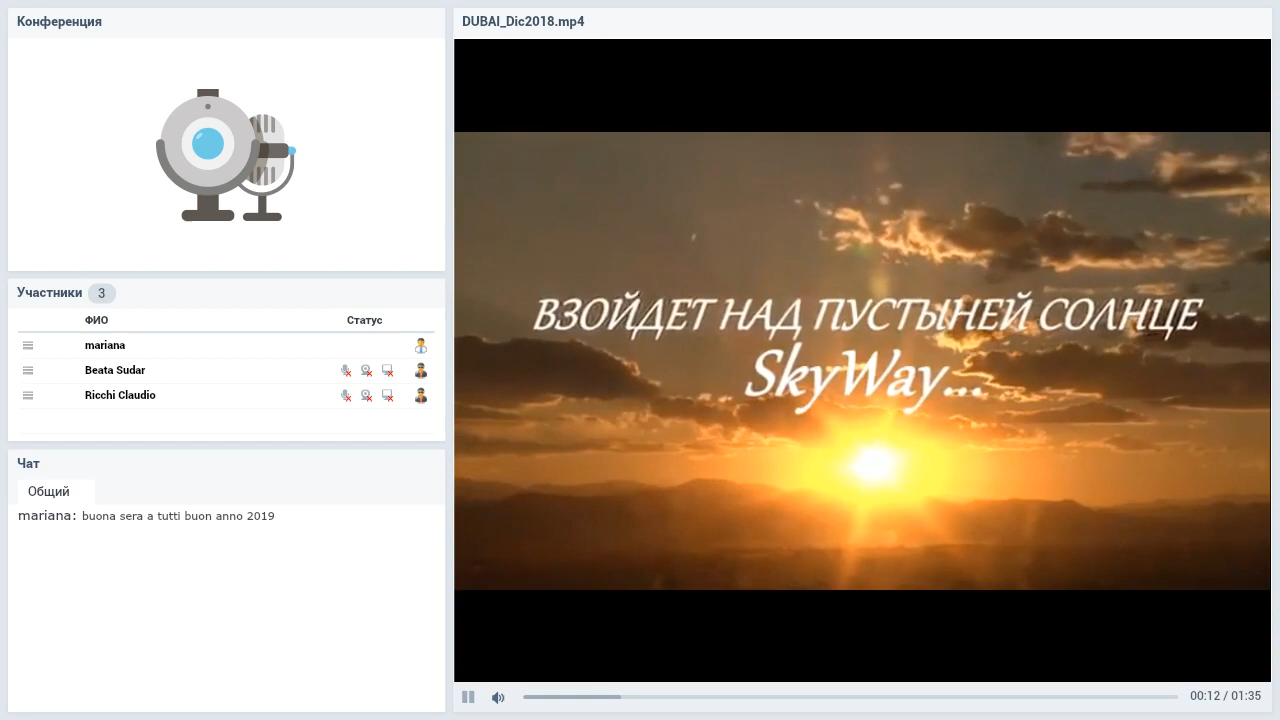 Конференция
Участники 3
ФИО Статус
mariana
Beata Sudar
Ricchi Claudio
Чат
Общий
mariana: buona sera a tutti buon anno 2019
DUBAI_Dic2018.mp4
ВЗОЙДЕТ НАД ПУСТЫНЕЙ СОЛНЦЕ
SkyWay...
00:12 / 01:35